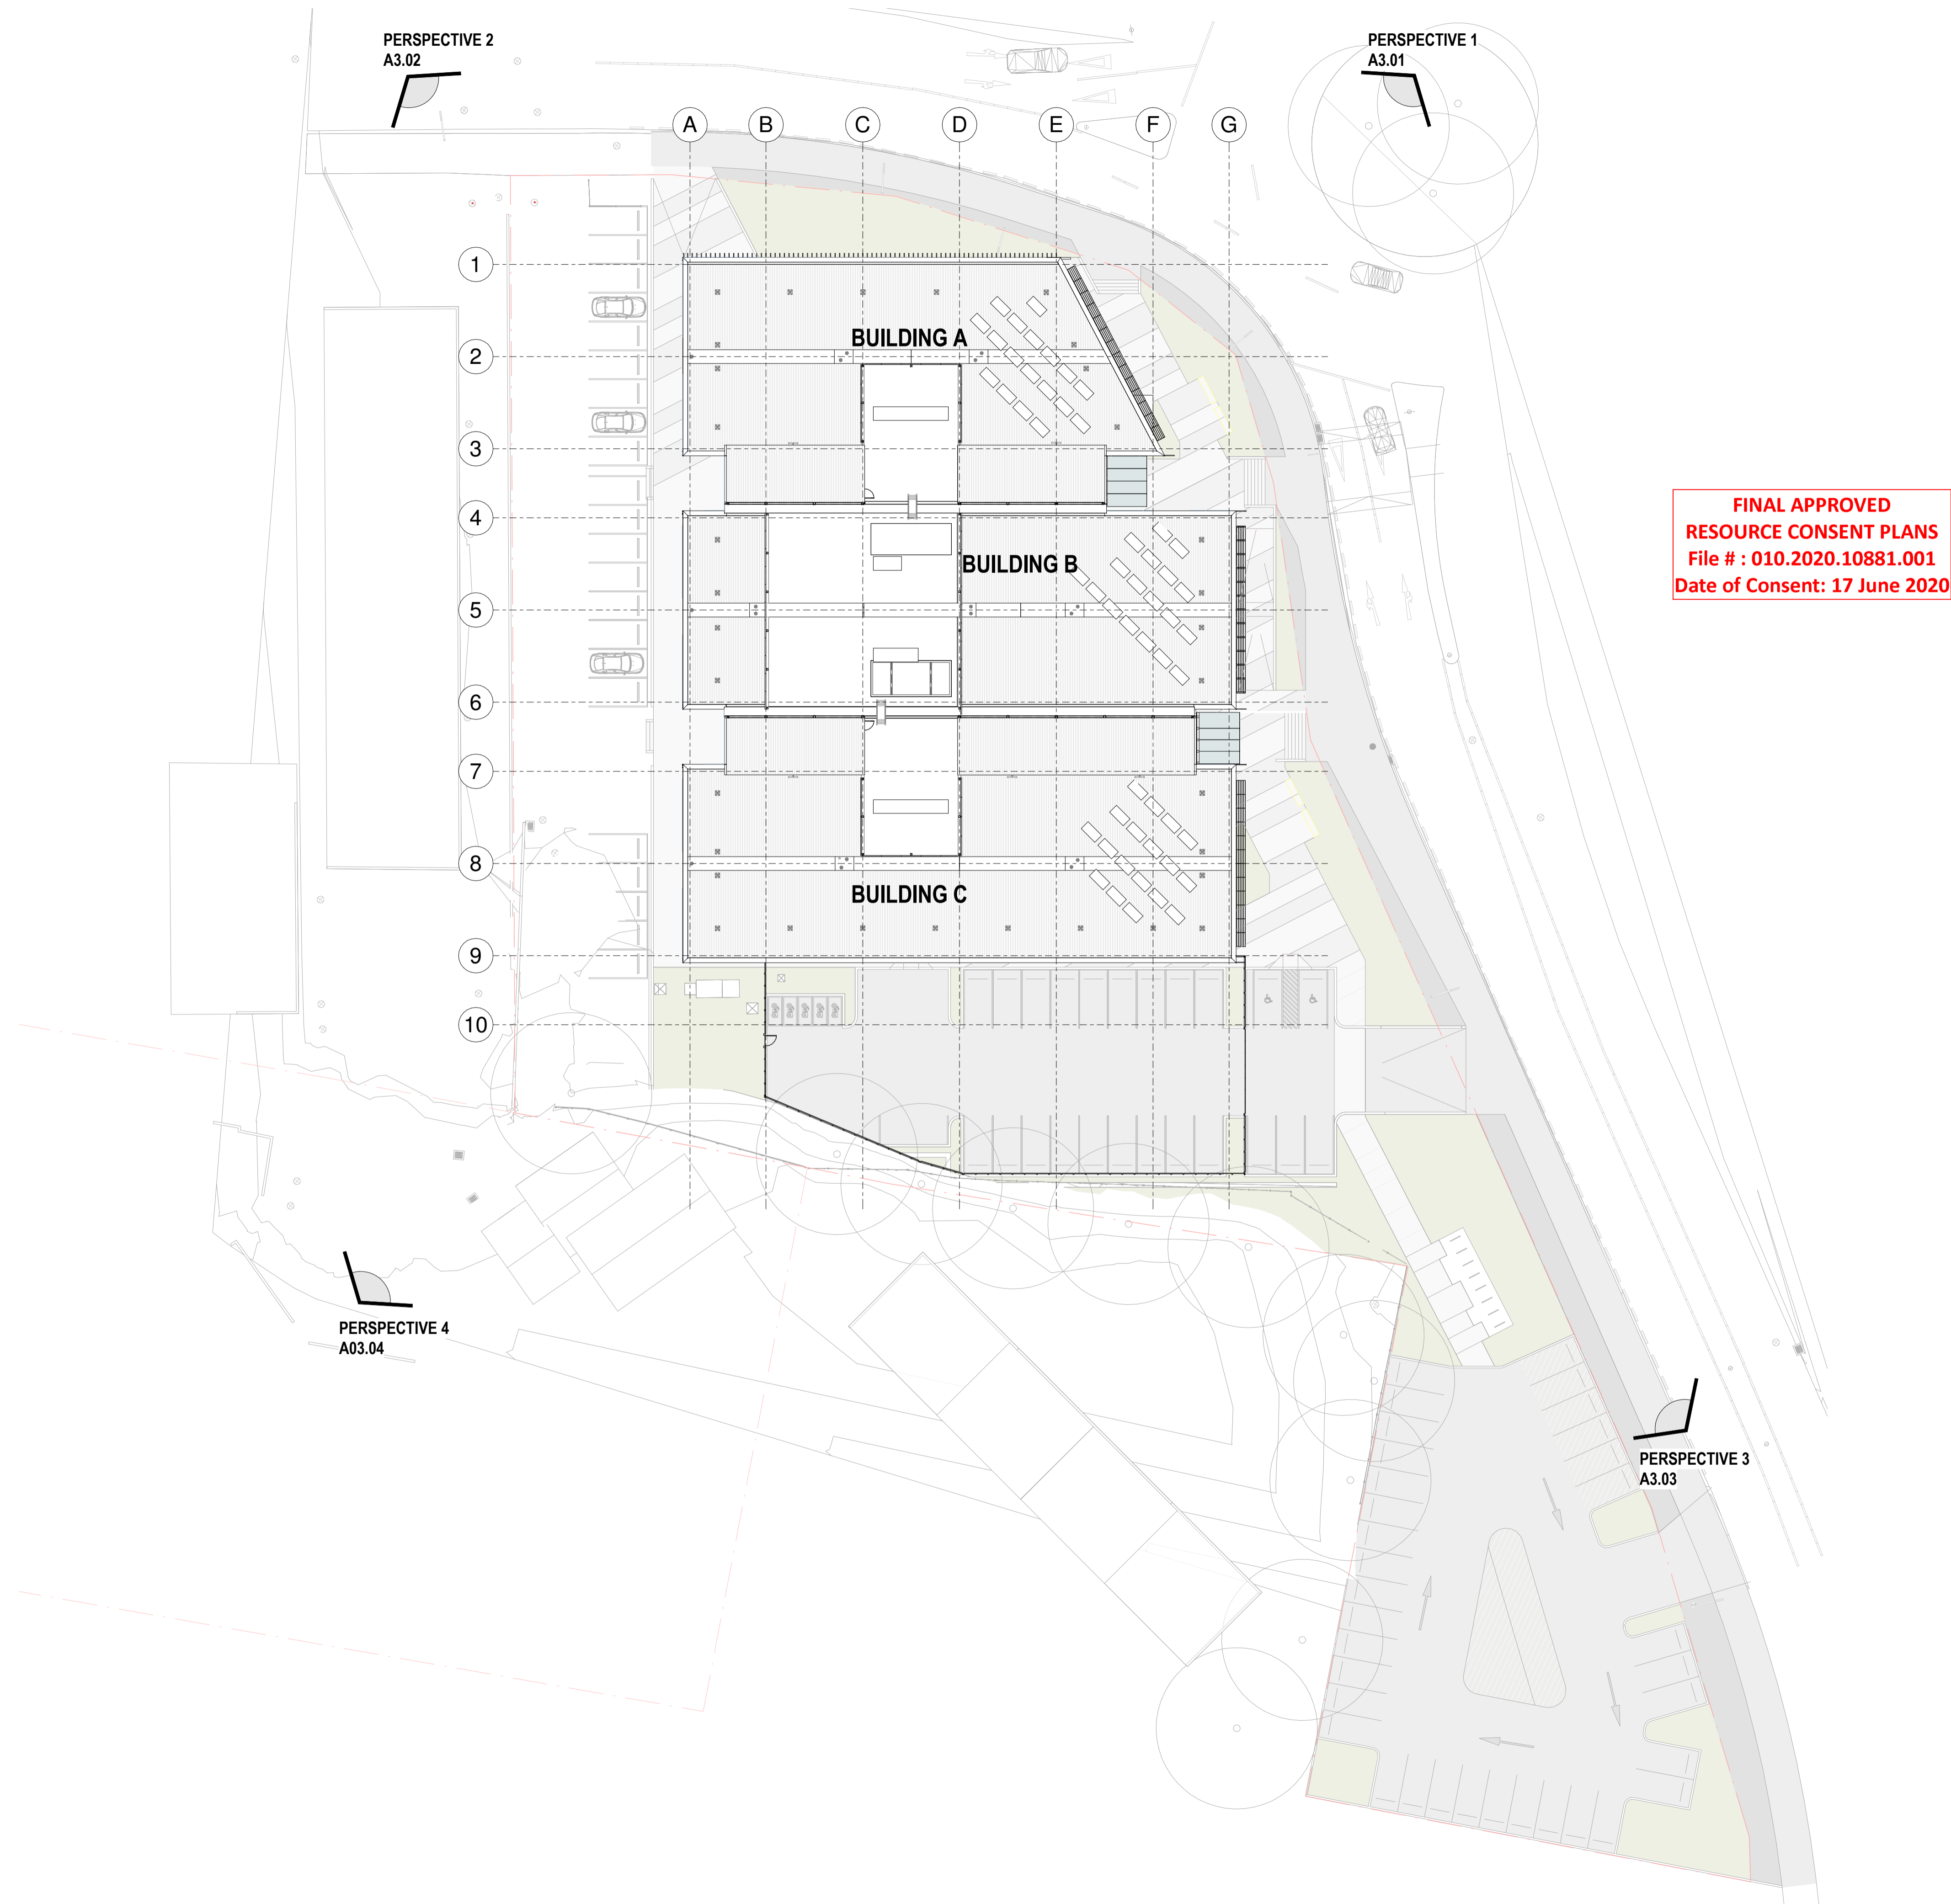 PERSPECTIVE 2
A3.02
PERSPECTIVE 1
A3.01
A
B
C
D
E
F
G
1
BUILDING A
2
3
4
FINAL APPROVED
RESOURCE CONSENT PLANS
File # : 010.2020.10881.001
Date of Consent: 17 June 2020
BUILDING B
5
6
7
8
BUILDING C
9
10
PERSPECTIVE 4
A03.04
PERSPECTIVE 3
A3.03